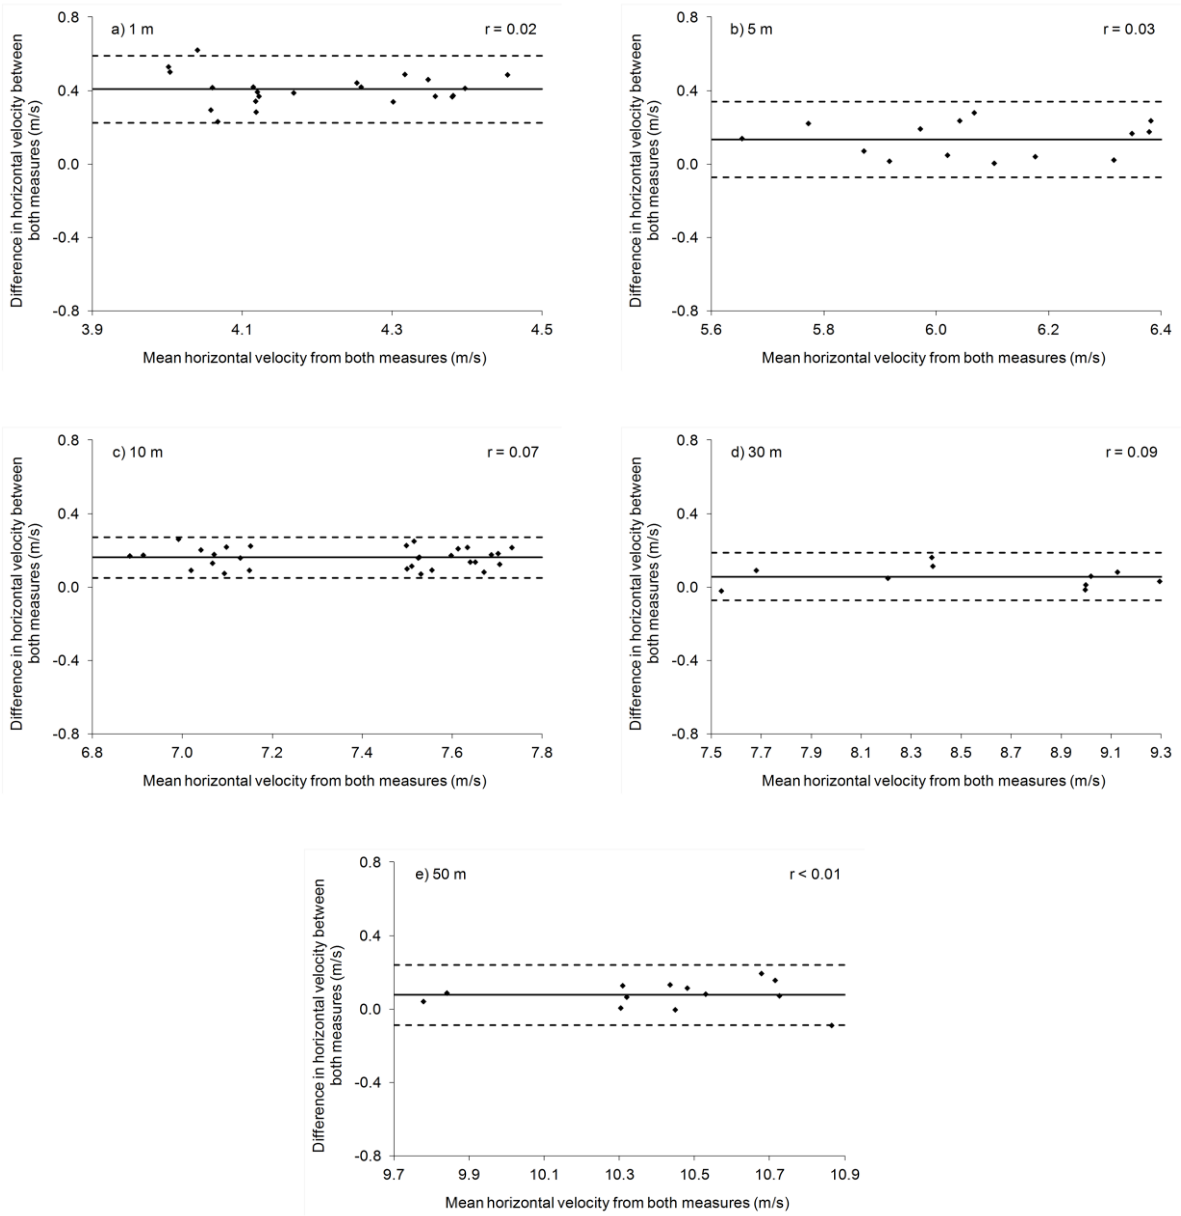 a) 1 m
r = 0.02
0.8
0.4
0.0
-0.4
-0.8
Difference in horizontal velocity between
both measures (m/s)
3.9
4.1
4.3
4.5
Mean horizontal velocity from both measures (m/s)
b) 5 m
r = 0.03
0.8
0.4
0.0
-0.4
-0.8
Difference in horizontal velocity between
both measures (m/s)
5.6
5.8
6.0
6.2
6.4
Mean horizontal velocity from both measures (m/s)
c) 10 m
r = 0.07
0.8
0.4
0.0
-0.4
-0.8
Difference in horizontal velocity between
both measures (m/s)
6.8
7.0
7.2
7.4
7.6
7.8
Mean horizontal velocity from both measures (m/s)
d) 30 m
r = 0.09
0.8
0.4
0.0
-0.4
-0.8
Difference in horizontal velocity between
both measures (m/s)
7.5
7.7
7.9
8.1
8.3
8.5
8.7
8.9
9.1
9.3
Mean horizontal velocity from both measures (m/s)
e) 50 m
r < 0.01
0.8
0.4
0.0
-0.4
-0.8
Difference in horizontal velocity between
both measures (m/s)
9.7
9.9
10.1
10.3
10.5
10.7
10.9
Mean horizontal velocity from both measures (m/s)